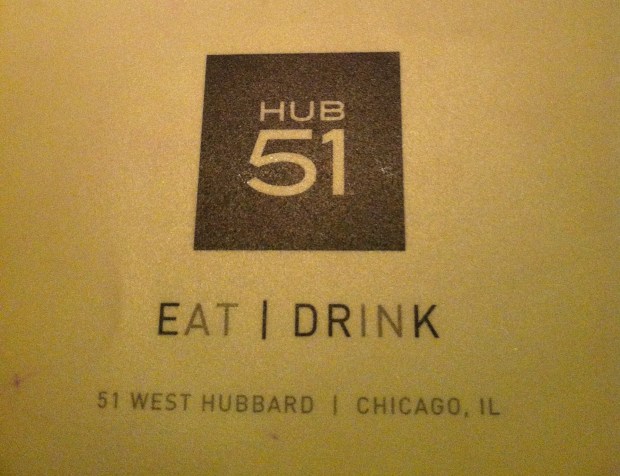 HUB
51
EAT | DRINK
51 WEST HUBBARD | CHICAGO, IL